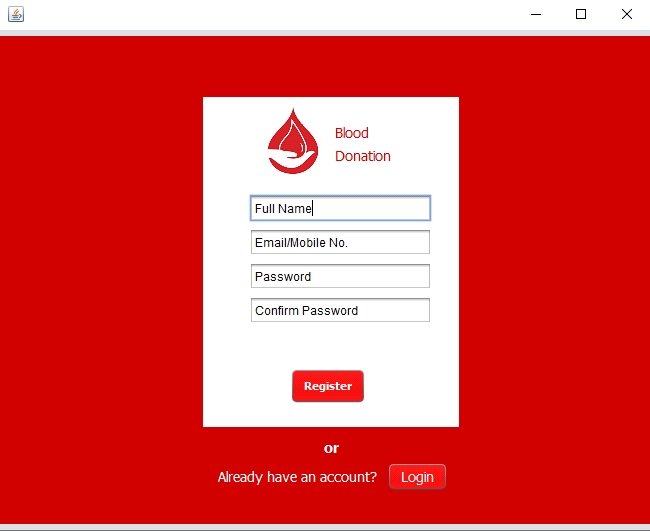 Blood
Donation
Full Name
Email/Mobile No.
Password
Confirm Password
Register
or
Already have an account? Login